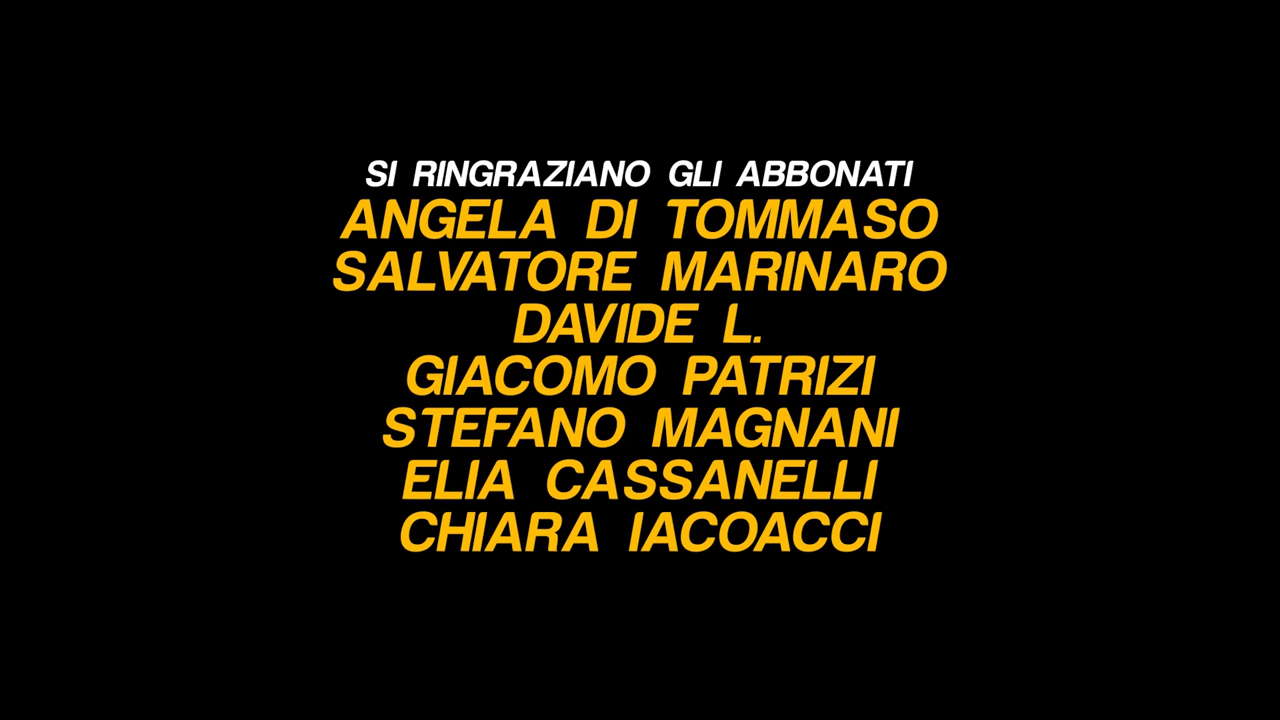 SI RINGRAZIANO GLI ABBONATI
ANGELA DI TOMMASO
SALVATORE MARINARO
DAVIDE L.
GIACOMO PATRIZI
STEFANO MAGNANI
ELIA CASSANELLI
CHIARA IACOACCI